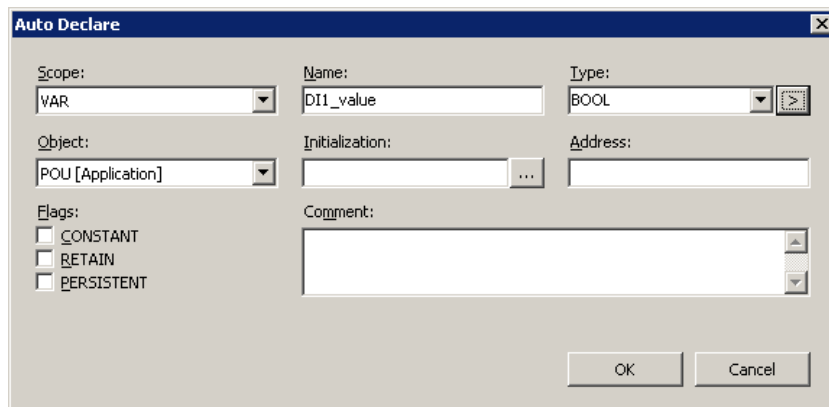 Auto Declare
Scope: Name: Type:
VAR DI1_value BOOL >
Object: Initialization: Address:
POU [Application] ...
Flags: Comment:
CONSTANT
RETAIN
PERSISTENT
OK Cancel